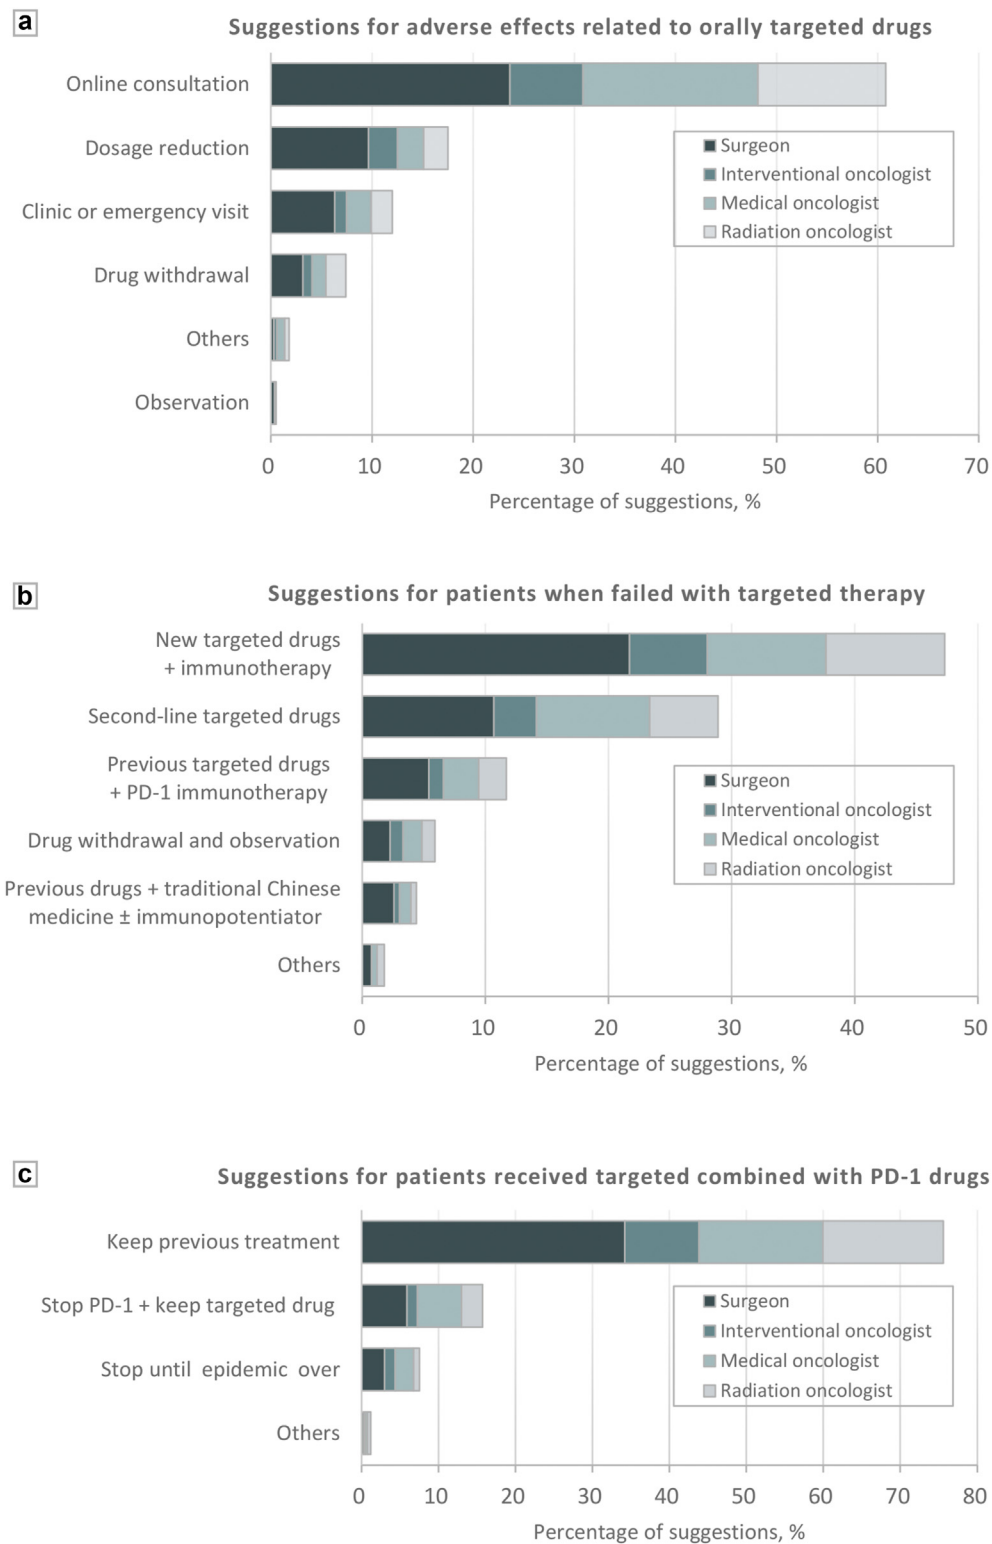 a
Suggestions for adverse effects related to orally targeted drugs
Online consultation
Dosage reduction
Clinic or emergency visit
Drug withdrawal
Others
Observation
Surgeon
Interventional oncologist
Medical oncologist
Radiation oncologist
0 10 20 30 40 50 60 70
Percentage of suggestions, %
b
Suggestions for patients when failed with targeted therapy
New targeted drugs
+ immunotherapy
Second-line targeted drugs
Previous targeted drugs
+ PD-1 immunotherapy
Drug withdrawal and observation
Previous drugs + traditional Chinese
medicine ± immunopotentiator
Others
Surgeon
Interventional oncologist
Medical oncologist
Radiation oncologist
0 10 20 30 40 50
Percentage of suggestions, %
c
Suggestions for patients received targeted combined with PD-1 drugs
Keep previous treatment
Stop PD-1 + keep targeted drug
Stop until epidemic over
Others
Surgeon
Interventional oncologist
Medical oncologist
Radiation oncologist
0 10 20 30 40 50 60 70 80
Percentage of suggestions, %